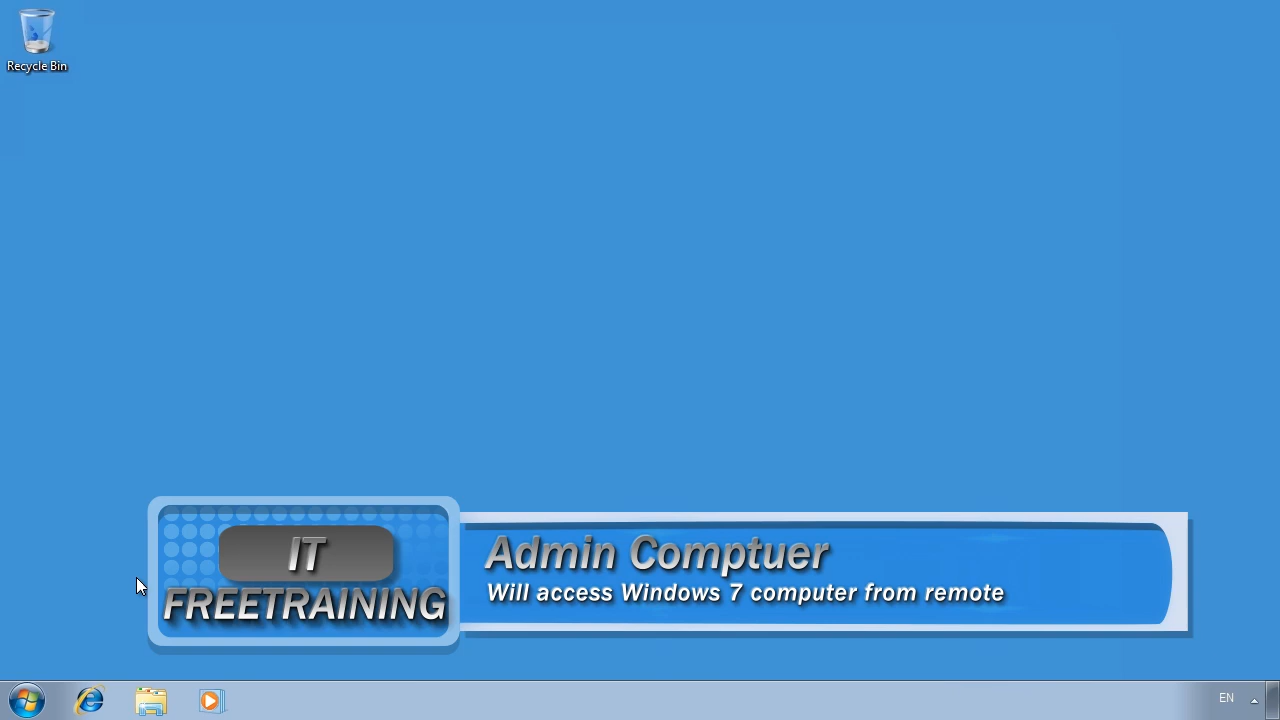 Recycle Bin
IT
FREETRAINING
Admin Comptuer
Will access Windows 7 computer from remote
EN